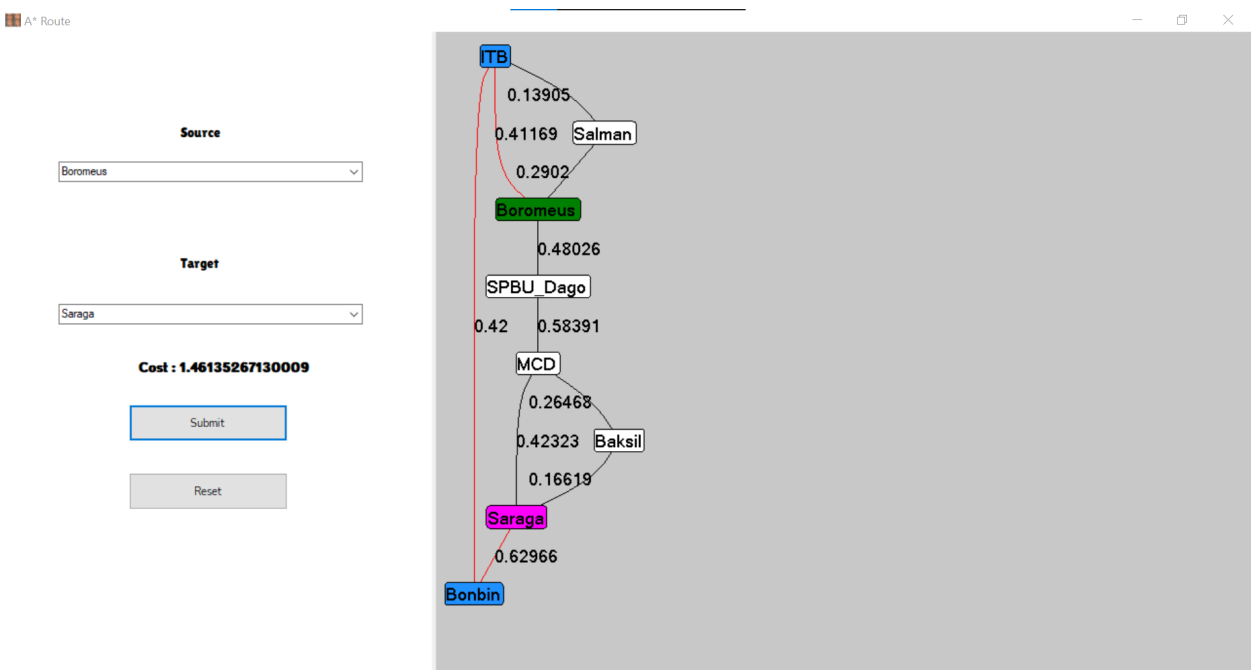 A* Route
Source
Boromeus
Target
Saraga
Cost : 1.46135267130009
Submit
Reset
ITB
0.13905
0.41169
Salman
0.2902
Boromeus
0.48026
SPBU_Dago
0.42
0.58391
MCD
0.26468
0.42323
Baksil
0.16619
Saraga
0.62966
Bonbin